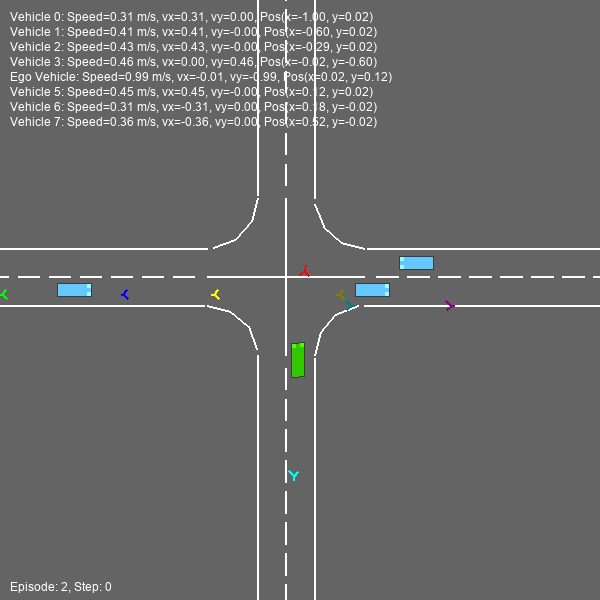 Vehicle 0: Speed=0.31 m/s, vx=0.31, vy=0.00, Pos(x=-1.00, y=0.02)
Vehicle 1: Speed=0.41 m/s, vx=0.41, vy=-0.00, Pos(x=-0.60, y=0.02)
Vehicle 2: Speed=0.43 m/s, vx=0.43, vy=-0.00, Pos(x=-0.29, y=0.02)
Vehicle 3: Speed=0.46 m/s, vx=0.00, vy=0.46, Pos(x=-0.02, y=-0.60)
Ego Vehicle: Speed=0.99 m/s, vx=-0.01, vy=-0.99, Pos(x=0.02, y=0.12)
Vehicle 5: Speed=0.45 m/s, vx=0.45, vy=-0.00, Pos(x=0.12, y=0.02)
Vehicle 6: Speed=0.31 m/s, vx=-0.31, vy=0.00, Pos(x=0.18, y=-0.02)
Vehicle 7: Speed=0.36 m/s, vx=-0.36, vy=0.00, Pos(x=0.52, y=-0.02)
Episode: 2, Step: 0